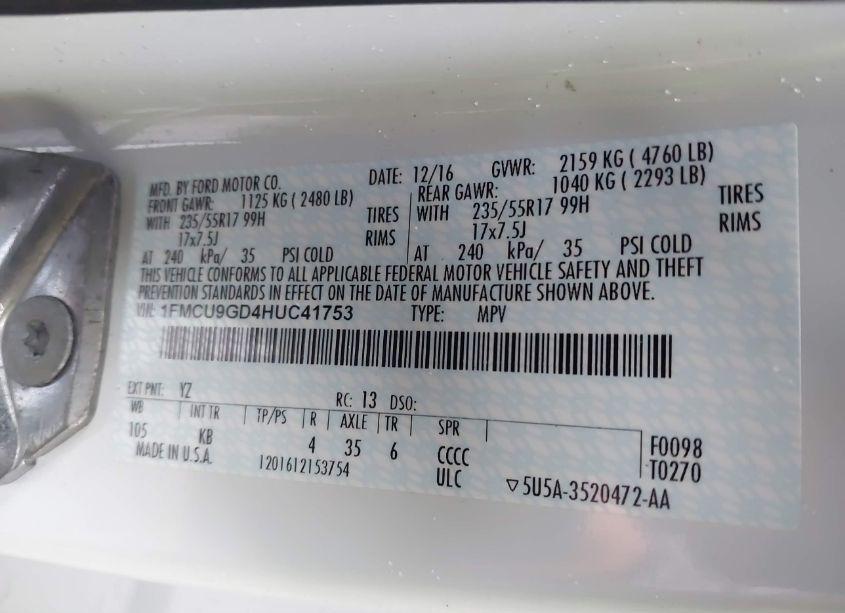 MFD. BY FORD MOTOR CO. DATE: 12/16 GVWR: 2159 KG ( 4760 LB)
FRONT GAWR: 1125 KG ( 2480 LB) REAR GAWR: 1040 KG ( 2293 LB)
WITH 235/55R17 99H TIRES WITH 235/55R17 99H TIRES
17x7.5J RIMS 17x7.5J RIMS
AT 240 kPa/ 35 PSI COLD AT 240 kPa/ 35 PSI COLD
THIS VEHICLE CONFORMS TO ALL APPLICABLE FEDERAL MOTOR VEHICLE SAFETY AND THEFT
PREVENTION STANDARDS IN EFFECT ON THE DATE OF MANUFACTURE SHOWN ABOVE.
VIN: 1FMCU9GD4HUC41753 TYPE: MPV
EXT PNT: YZ RC: 13 DSO:
WB INT TR TP/PS R AXLE TR SPR
105 KB 4 35 6 CCCC F0098
MADE IN U.S.A. 1201612153754 ULC T0270
▽5U5A-3520472-AA